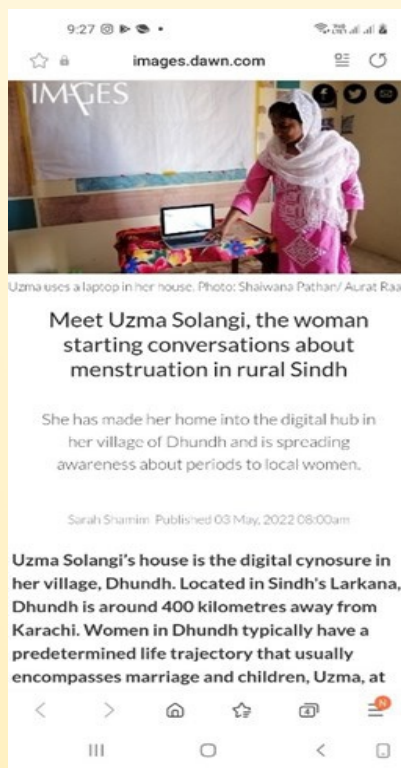 9:27
images.dawn.com
IMAGES
Uzma uses a laptop in her house. Photo: Shaiwana Pathan/ Aurat Raa
Meet Uzma Solangi, the woman
starting conversations about
menstruation in rural Sindh
She has made her home into the digital hub in
her village of Dhundh and is spreading
awareness about periods to local women.
Sarah Shamim Published 03 May, 2022 08:00am
Uzma Solangi's house is the digital cynosure in
her village, Dhundh. Located in Sindh's Larkana,
Dhundh is around 400 kilometres away from
Karachi. Women in Dhundh typically have a
predetermined life trajectory that usually
encompasses marriage and children, Uzma, at
4
N